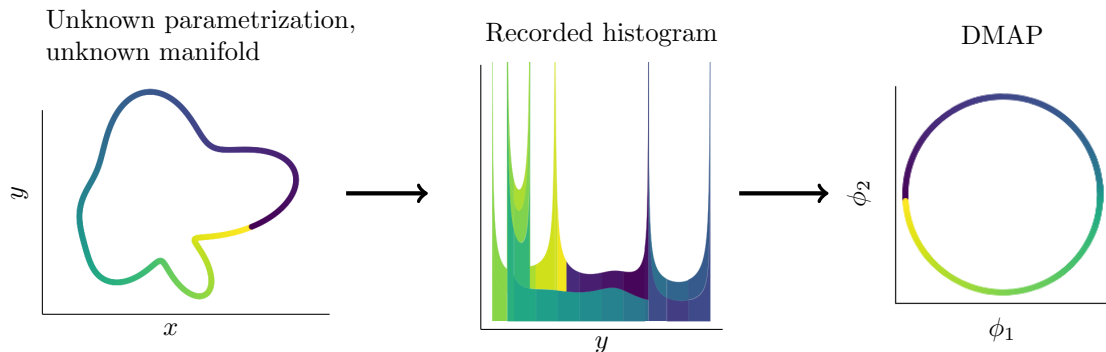 Unknown parametrization,
unknown manifold
Recorded histogram
DMAP
y
x
y
ϕ₂
ϕ₁